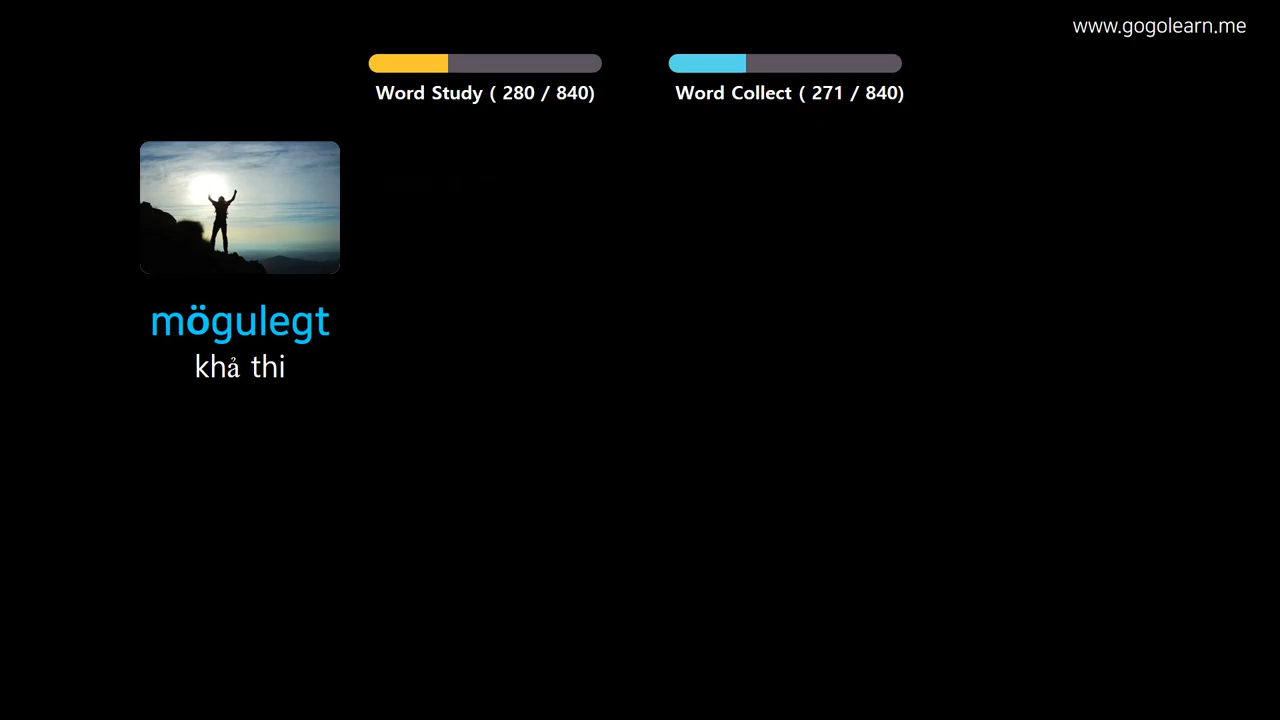 www.gogolearn.me
Word Study ( 280 / 840)
Word Collect ( 271 / 840)
mögulegt
khả thi